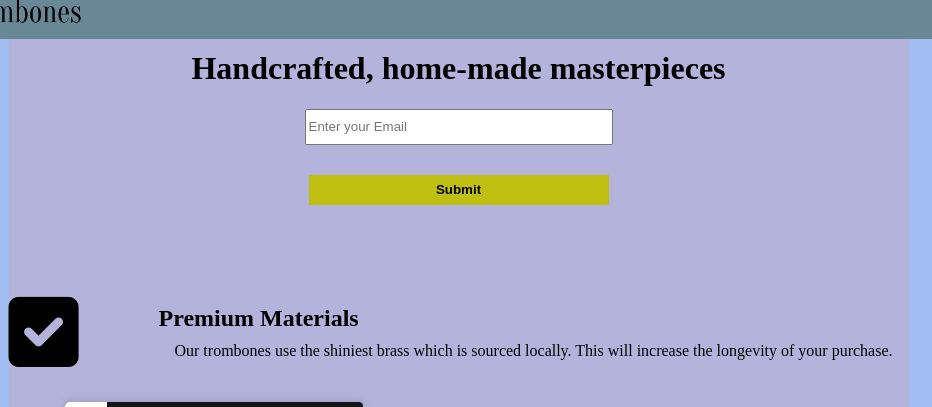 mbones
Handcrafted, home-made masterpieces
Enter your Email
Submit
Premium Materials
Our trombones use the shiniest brass which is sourced locally. This will increase the longevity of your purchase.